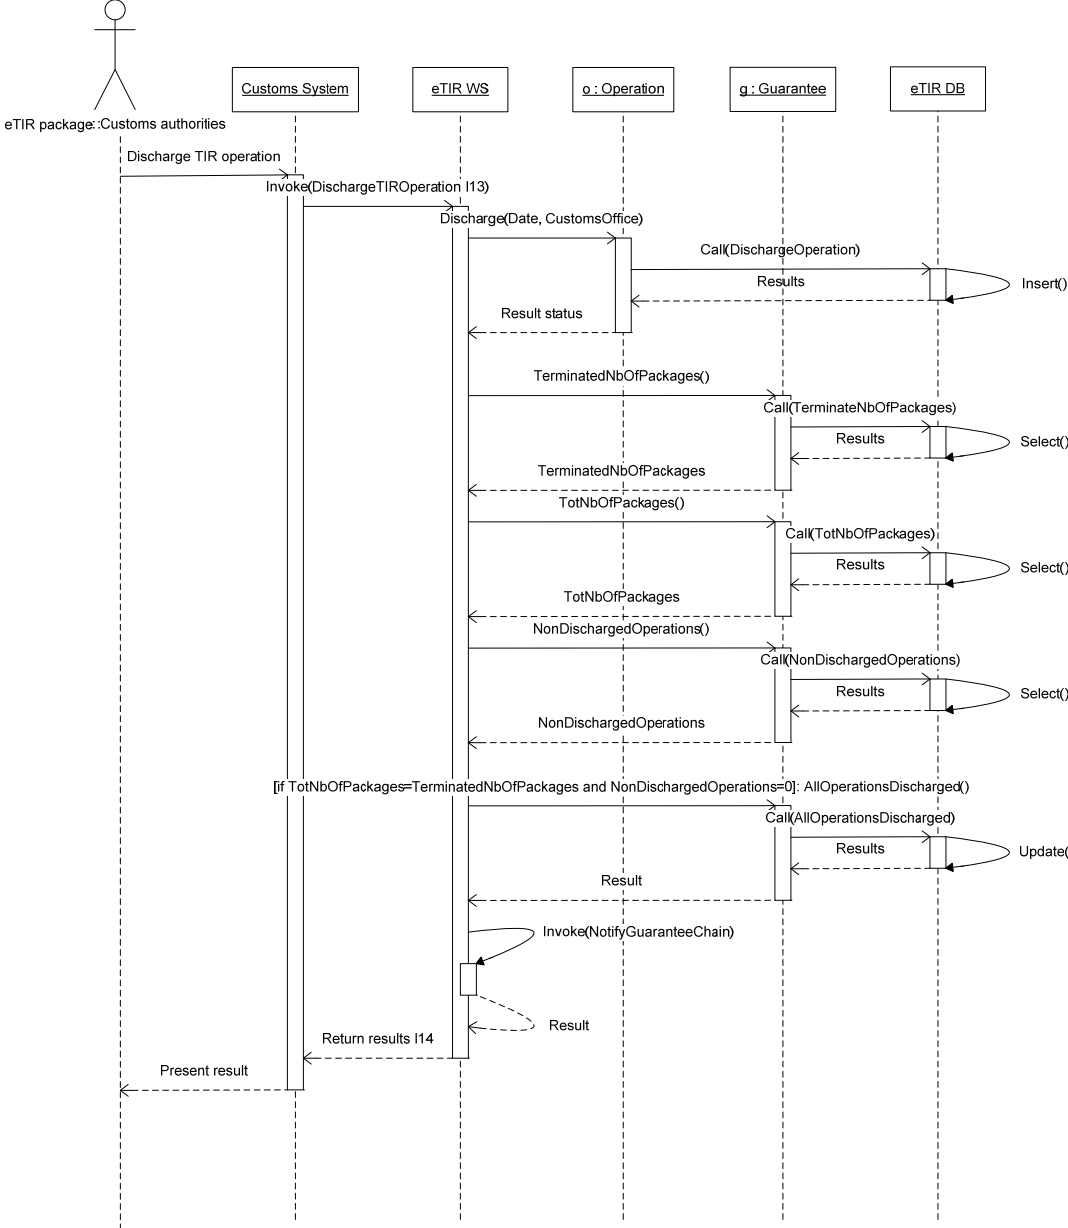 Customs System
eTIR WS
o : Operation
g : Guarantee
eTIR DB
eTIR package::Customs authorities
Discharge TIR operation
Invoke(DischargeTIROperation I13)
Discharge(Date, CustomsOffice)
Call(DischargeOperation)
Results
Insert()
Result status
TerminatedNbOfPackages()
Call(TerminateNbOfPackages)
Results
Select()
TerminatedNbOfPackages
TotNbOfPackages()
Call(TotNbOfPackages)
Results
Select()
TotNbOfPackages
NonDischargedOperations()
Call(NonDischargedOperations)
Results
Select()
NonDischargedOperations
[if TotNbOfPackages=TerminatedNbOfPackages and NonDischargedOperations=0]: AllOperationsDischarged()
Call(AllOperationsDischarged)
Results
Update(
Result
Invoke(NotifyGuaranteeChain)
Result
Return results I14
Present result